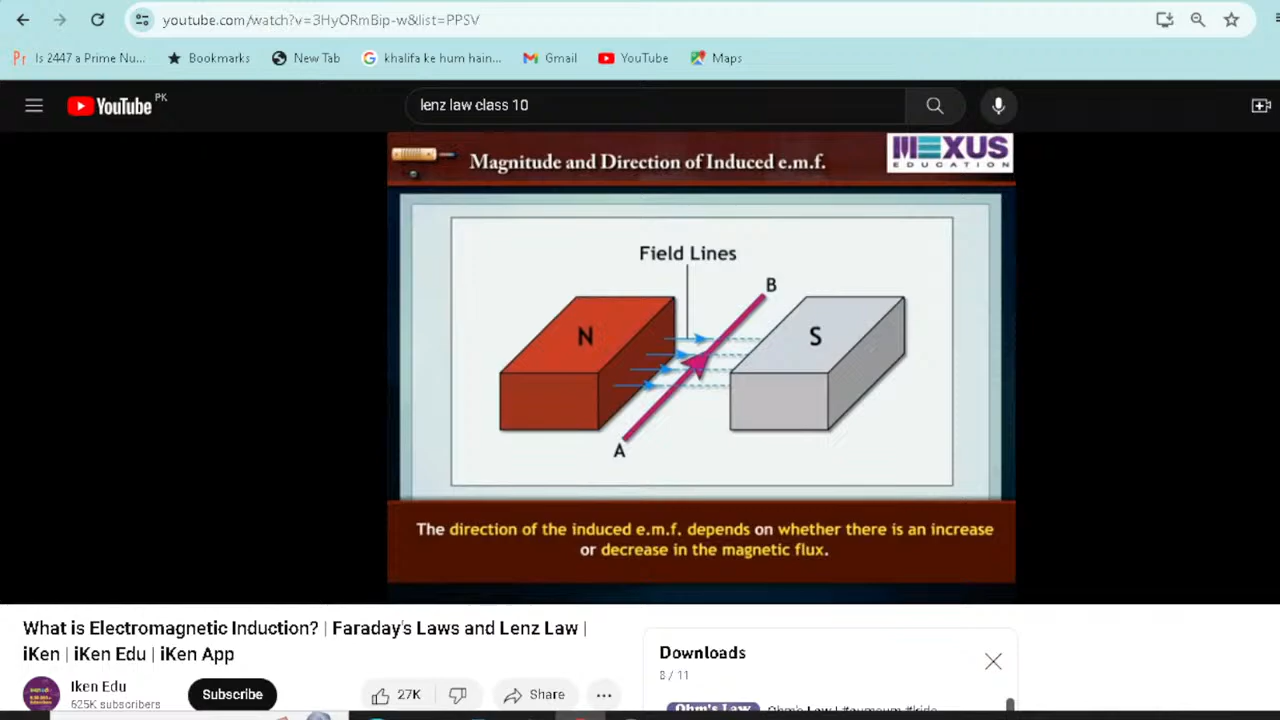 youtube.com/watch?v=3HyORmBip-w&list=PPSV
Is 2447 a Prime Nu... Bookmarks New Tab khalifa ke hum hain... Gmail YouTube Maps
YouTube PK
lenz law class 10
Magnitude and Direction of Induced e.m.f.
MEXUS
EDUCATION
Field Lines
B
N
S
A
The direction of the induced e.m.f. depends on whether there is an increase
or decrease in the magnetic flux.
What is Electromagnetic Induction? | Faraday's Laws and Lenz Law |
iKen | iKen Edu | iKen App
Iken Edu
625K subscribers
Subscribe
27K
Share
Downloads
8 / 11
Ohm's Law